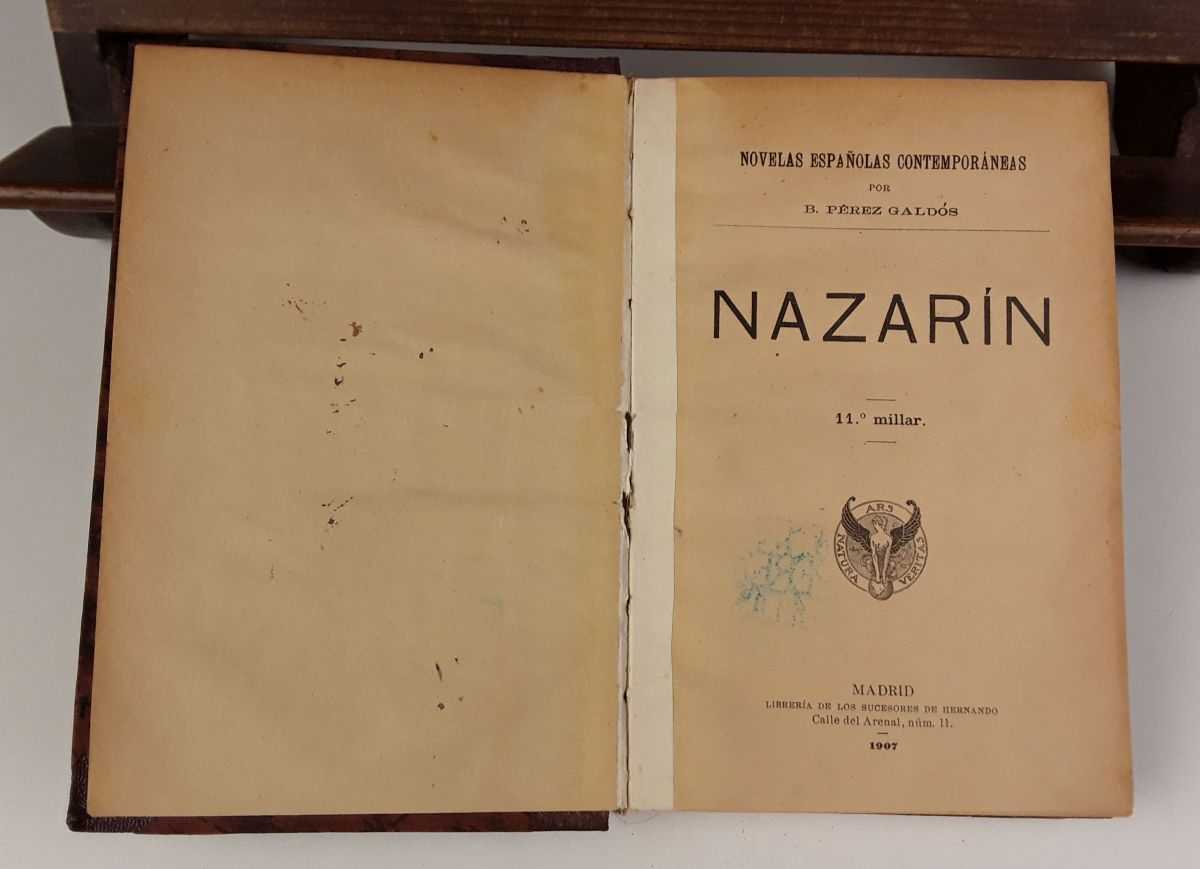 NOVELAS ESPAÑOLAS CONTEMPORÁNEAS
POR
B. PÉREZ GALDÓS
NAZARÍN
11.º millar.
ARS
NATURA
VERITAS
MADRID
LIBRERÍA DE LOS SUCESORES DE HERNANDO
Calle del Arenal, núm. 11.
1907